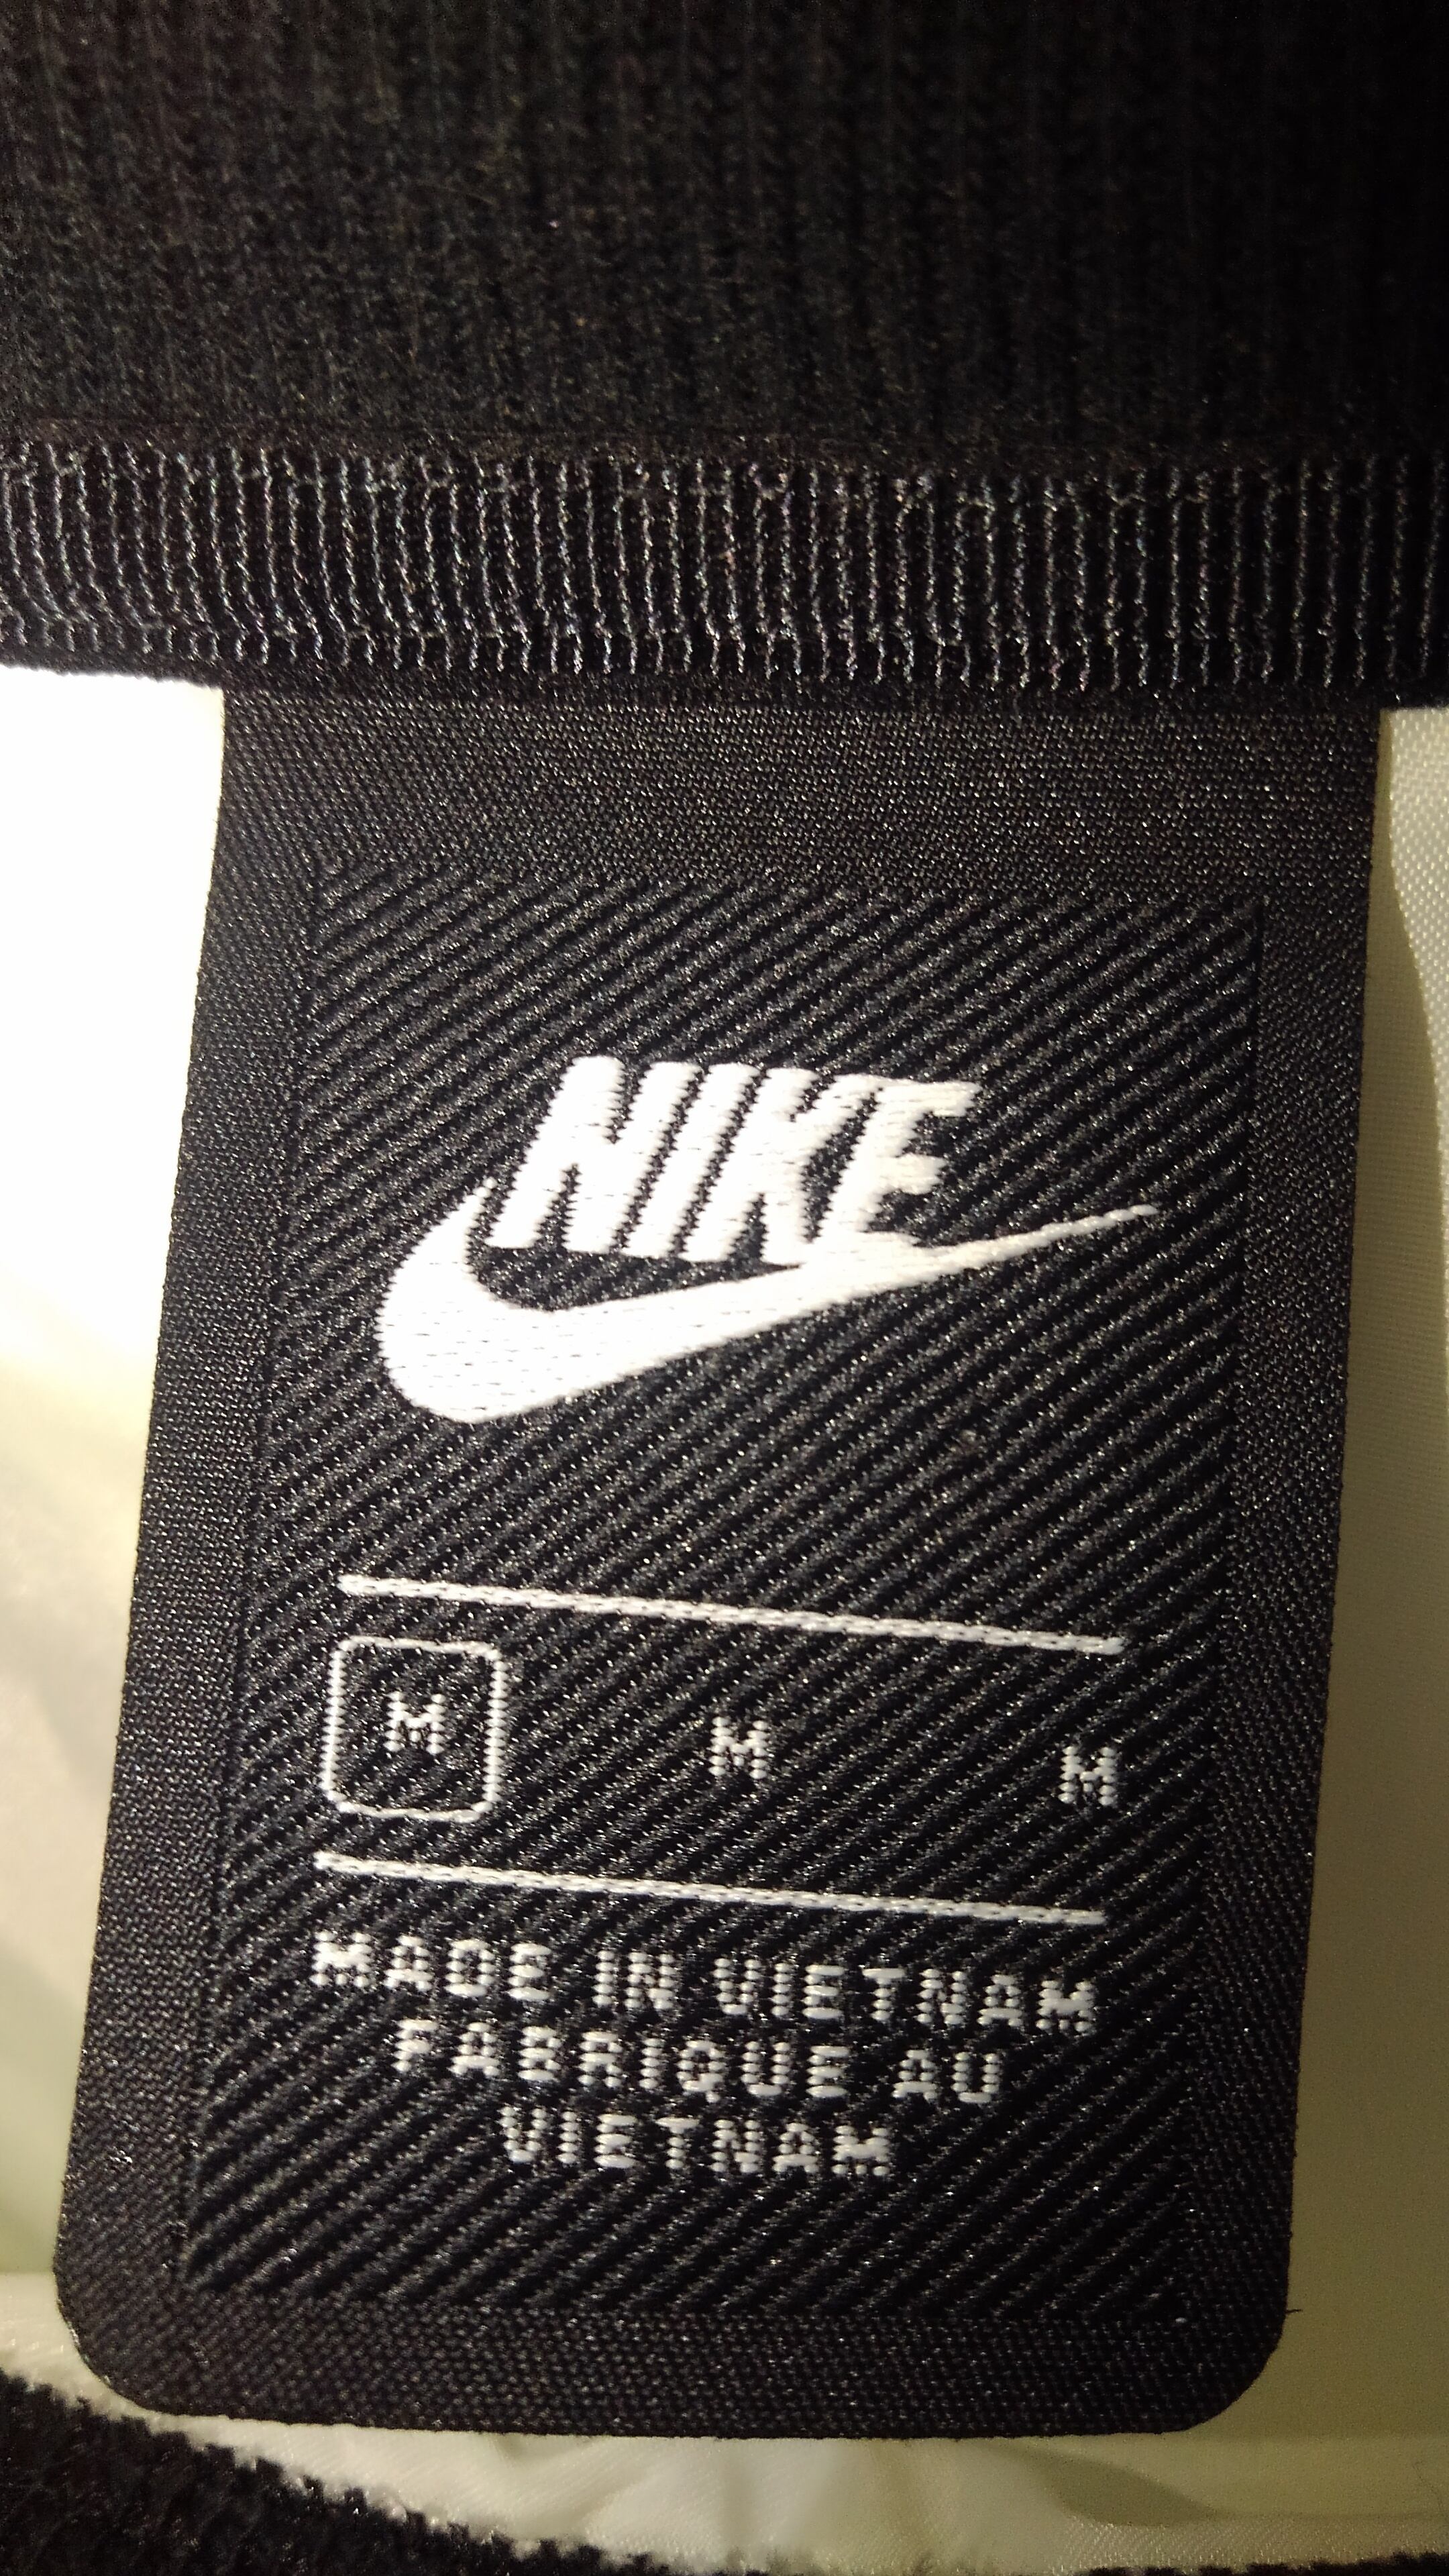 NIKE
M M M
MADE IN VIETNAM
FABRIQUE AU
VIETNAM